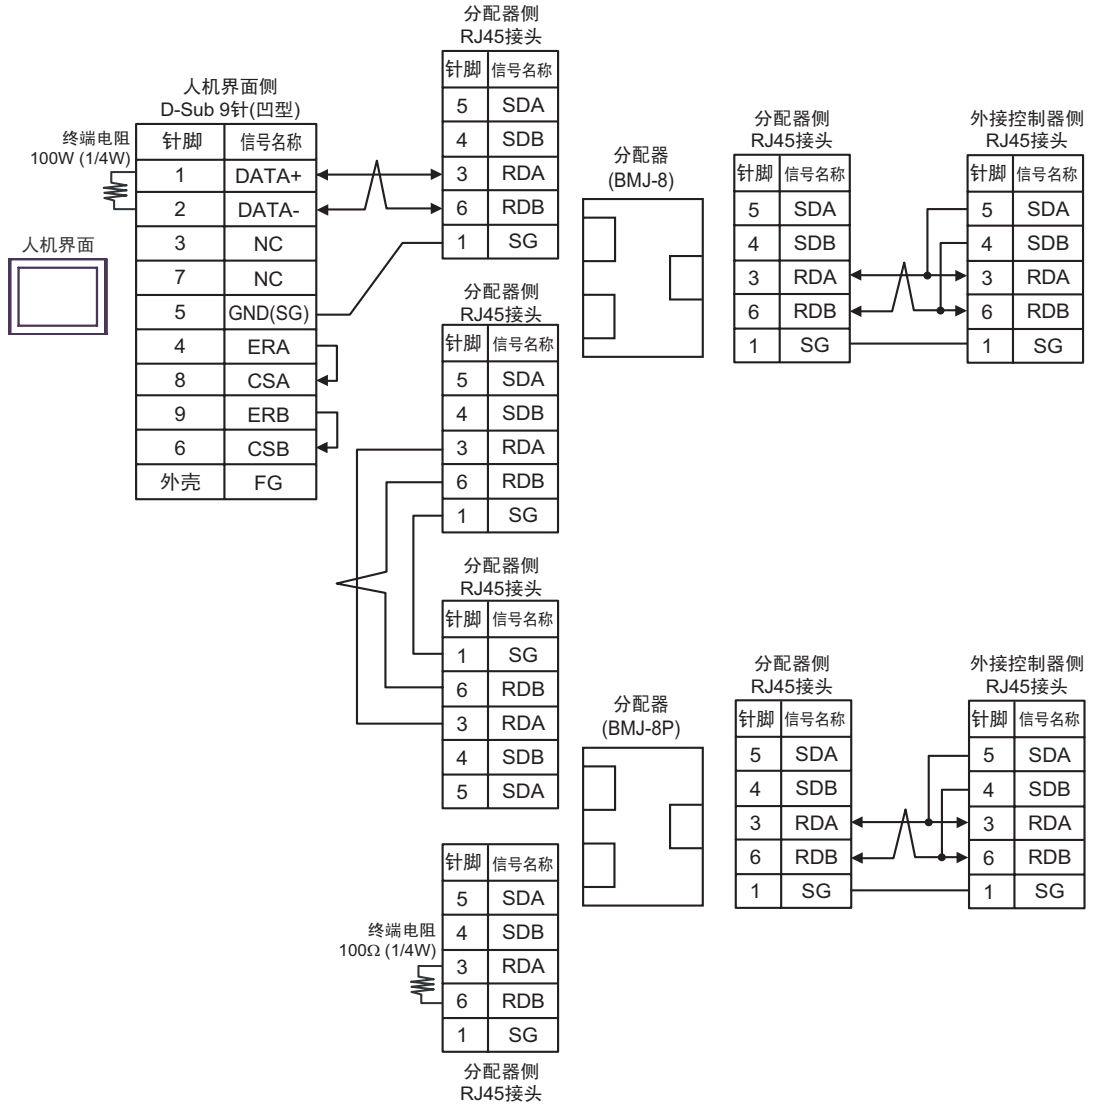 分配器侧
RJ45接头
针脚 信号名称
5 SDA
4 SDB
3 RDA
6 RDB
1 SG
人机界面侧
D-Sub 9针(凹型)
终端电阻
100W (1/4W)
针脚 信号名称
1 DATA+
2 DATA-
3 NC
7 NC
5 GND(SG)
4 ERA
8 CSA
9 ERB
6 CSB
外壳 FG
人机界面
分配器
(BMJ-8)
分配器侧
RJ45接头
针脚 信号名称
5 SDA
4 SDB
3 RDA
6 RDB
1 SG
外接控制器侧
RJ45接头
针脚 信号名称
5 SDA
4 SDB
3 RDA
6 RDB
1 SG
分配器侧
RJ45接头
针脚 信号名称
5 SDA
4 SDB
3 RDA
6 RDB
1 SG
分配器侧
RJ45接头
针脚 信号名称
1 SG
6 RDB
3 RDA
4 SDB
5 SDA
分配器
(BMJ-8P)
分配器侧
RJ45接头
针脚 信号名称
5 SDA
4 SDB
3 RDA
6 RDB
1 SG
外接控制器侧
RJ45接头
针脚 信号名称
5 SDA
4 SDB
3 RDA
6 RDB
1 SG
终端电阻
100Ω (1/4W)
针脚 信号名称
5 SDA
4 SDB
3 RDA
6 RDB
1 SG
分配器侧
RJ45接头